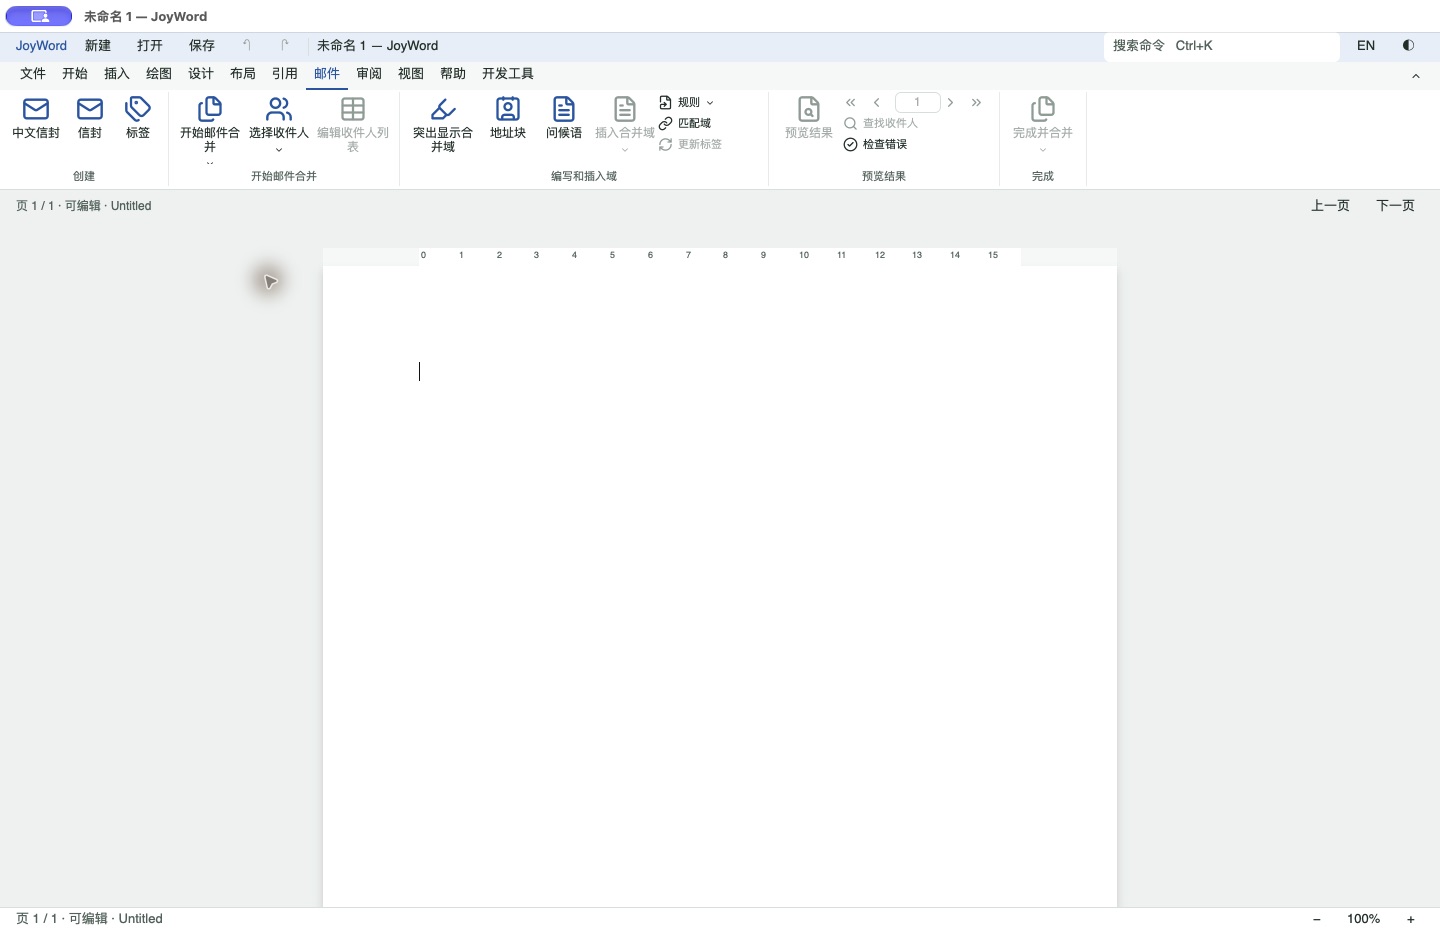 未命名 1 — JoyWord
JoyWord 新建 打开 保存 未命名 1 — JoyWord 搜索命令 Ctrl+K EN
文件 开始 插入 绘图 设计 布局 引用 邮件 审阅 视图 帮助 开发工具
中文信封 信封 标签
创建
开始邮件合并 选择收件人 编辑收件人列表
开始邮件合并
突出显示合并域 地址块 问候语 插入合并域
规则
匹配域
更新标签
编写和插入域
预览结果
1
查找收件人
检查错误
预览结果
完成并合并
完成
页 1 / 1 · 可编辑 · Untitled 上一页 下一页
0 1 2 3 4 5 6 7 8 9 10 11 12 13 14 15
页 1 / 1 · 可编辑 · Untitled − 100% +